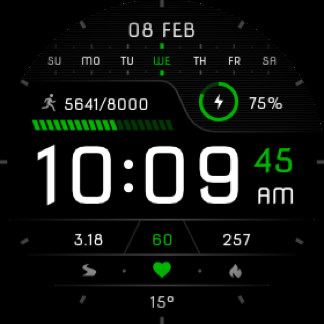 08 FEB
SU MO TU WE TH FR SA
5641/8000 75%
10:09 45 AM
3.18 60 257
15°